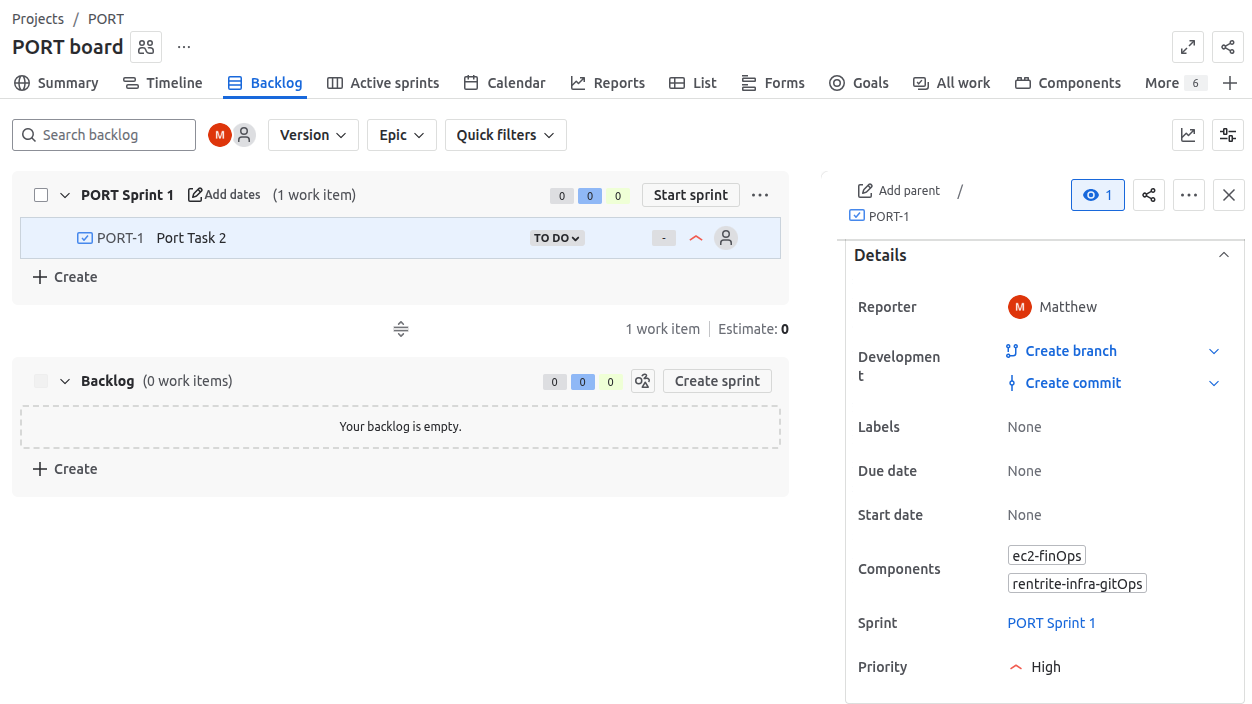 Projects / PORT
PORT board
Summary Timeline Backlog Active sprints Calendar Reports List Forms Goals All work Components More 6
Search backlog M Version Epic Quick filters
PORT Sprint 1 Add dates (1 work item) 0 0 0 Start sprint
PORT-1 Port Task 2 TO DO -
Create
1 work item Estimate: 0
Backlog (0 work items) 0 0 0 Create sprint
Your backlog is empty.
Create
Add parent / 1
PORT-1
Details
Reporter M Matthew
Developmen
t
Create branch
Create commit
Labels None
Due date None
Start date None
Components ec2-finOps
rentrite-infra-gitOps
Sprint PORT Sprint 1
Priority High